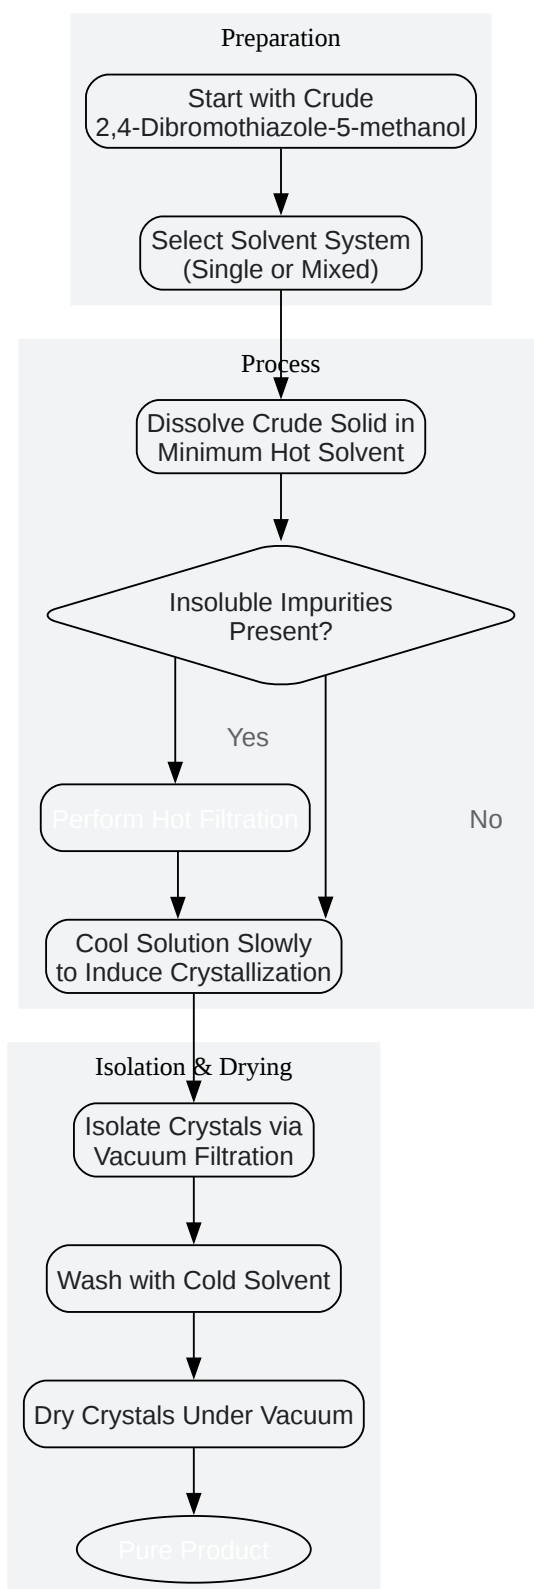 Preparation
Start with Crude
2,4-Dibromothiazole-5-methanol
Select Solvent System
(Single or Mixed)
Process
Dissolve Crude Solid in
Minimum Hot Solvent
Insoluble Impurities
Present?
Yes
Perform Hot Filtration
No
Cool Solution Slowly
to Induce Crystallization
Isolation & Drying
Isolate Crystals via
Vacuum Filtration
Wash with Cold Solvent
Dry Crystals Under Vacuum
Pure Product